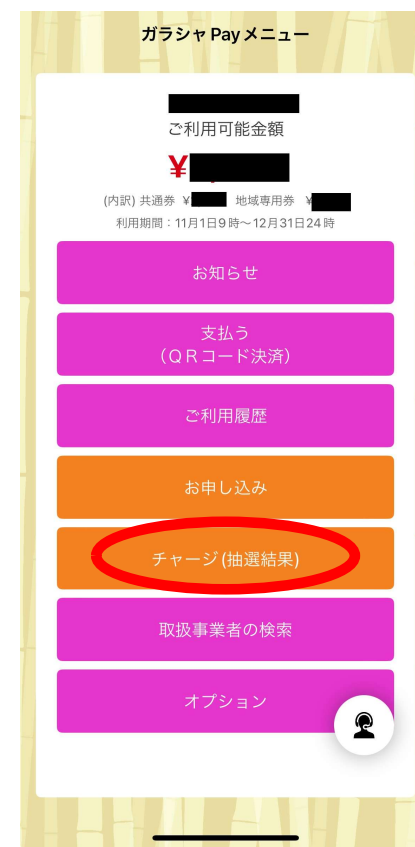 ガラシャPayメニュー
ご利用可能金額
¥
(内訳) 共通券 ¥ 地域専用券 ¥
利用期間：11月1日9時～12月31日24時
お知らせ
支払う
（ＱＲコード決済）
ご利用履歴
お申し込み
チャージ(抽選結果)
取扱事業者の検索
オプション